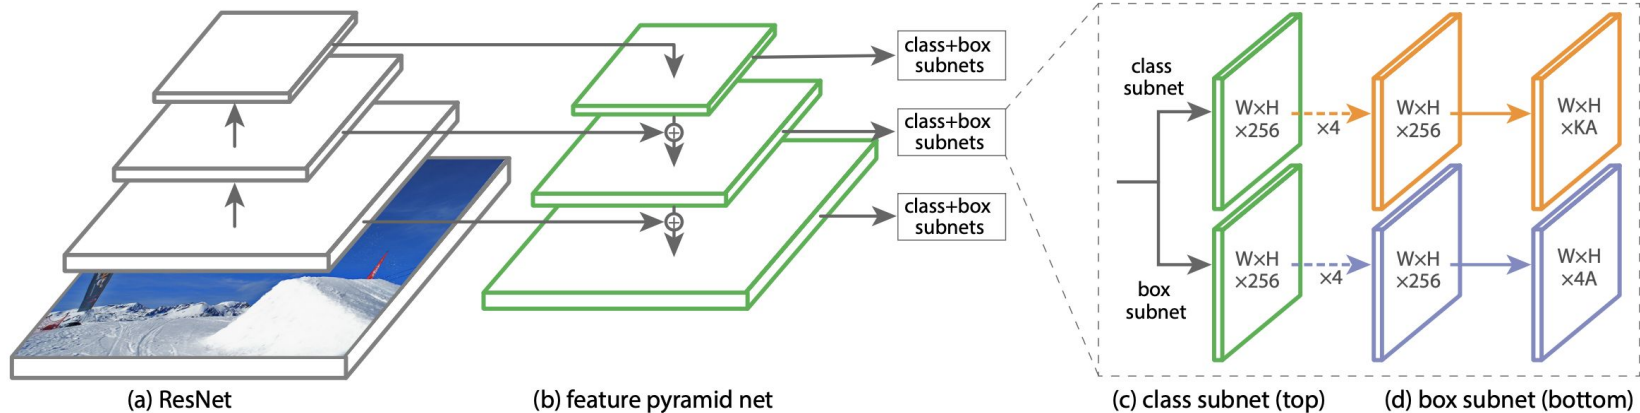 class+box
subnets
class+box
subnets
class+box
subnets
class
subnet
W×H
×256
×4
W×H
×256
W×H
×KA
box
subnet
W×H
×256
×4
W×H
×256
W×H
×4A
(a) ResNet
(b) feature pyramid net
(c) class subnet (top)
(d) box subnet (bottom)